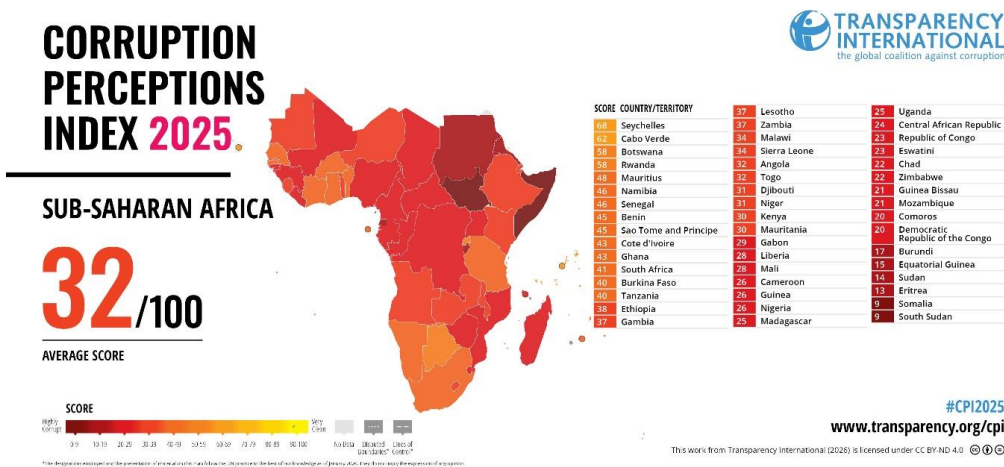 CORRUPTION
PERCEPTIONS
INDEX 2025
SUB-SAHARAN AFRICA
32/100
AVERAGE SCORE
TRANSPARENCY
INTERNATIONAL
the global coalition against corruption
SCORE COUNTRY/TERRITORY
68 Seychelles
62 Cabo Verde
58 Botswana
58 Rwanda
48 Mauritius
46 Namibia
46 Senegal
45 Benin
45 Sao Tome and Principe
43 Cote d'Ivoire
43 Ghana
41 South Africa
40 Burkina Faso
40 Tanzania
38 Ethiopia
37 Gambia
37 Lesotho
37 Zambia
34 Malawi
34 Sierra Leone
32 Angola
32 Togo
31 Djibouti
31 Niger
30 Kenya
30 Mauritania
29 Gabon
28 Liberia
28 Mali
26 Cameroon
26 Guinea
26 Nigeria
25 Madagascar
25 Uganda
24 Central African Republic
23 Republic of Congo
23 Eswatini
22 Chad
22 Zimbabwe
21 Guinea Bissau
21 Mozambique
20 Comoros
20 Democratic
Republic of the Congo
17 Burundi
15 Equatorial Guinea
14 Sudan
13 Eritrea
9 Somalia
9 South Sudan
SCORE
Highly
Corrupt
Very
Clean
0-9 10-19 20-29 30-39 40-49 50-59 60-69 70-79 80-89 90-100
No Data
Disputed
Boundaries*
Lines of
Control*
#CPI2025
www.transparency.org/cpi
This work from Transparency International (2026) is licensed under CC BY-ND 4.0